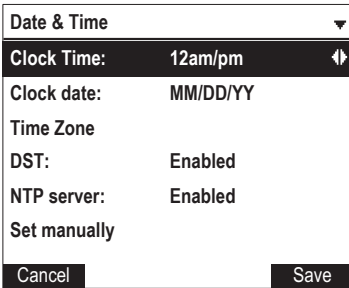 Date & Time
Clock Time: 12am/pm
Clock date: MM/DD/YY
Time Zone
DST: Enabled
NTP server: Enabled
Set manually
Cancel Save